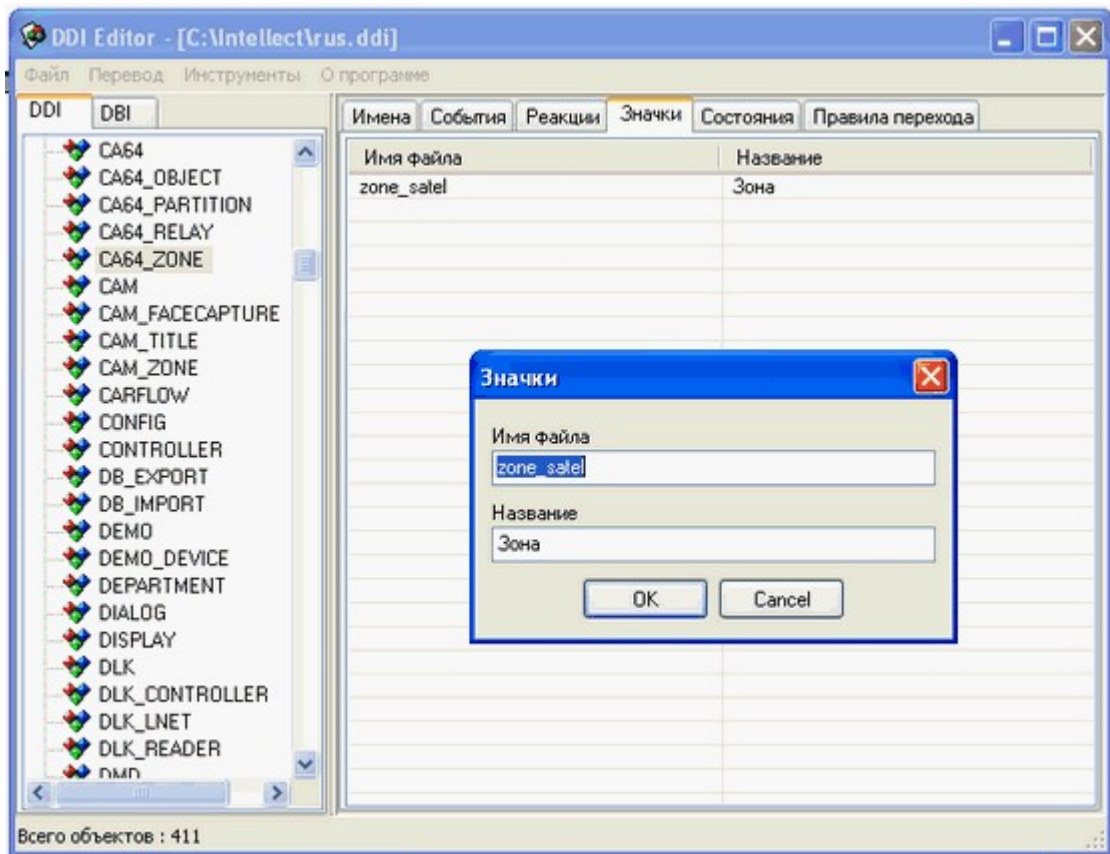 DDI Editor - [C:\Intellect\rus.ddi]
Файл Перевод Инструменты О программе
DDI DBI
Имена События Реакции Значки Состояния Правила перехода
Имя файла Название
zone_satel Зона
CA64
CA64_OBJECT
CA64_PARTITION
CA64_RELAY
CA64_ZONE
CAM
CAM_FACECAPTURE
CAM_TITLE
CAM_ZONE
CARFLOW
CONFIG
CONTROLLER
DB_EXPORT
DB_IMPORT
DEMO
DEMO_DEVICE
DEPARTMENT
DIALOG
DISPLAY
DLK
DLK_CONTROLLER
DLK_LNET
DLK_READER
DMD
Значки
Имя файла
zone_satel
Название
Зона
OK Cancel
Всего объектов : 411